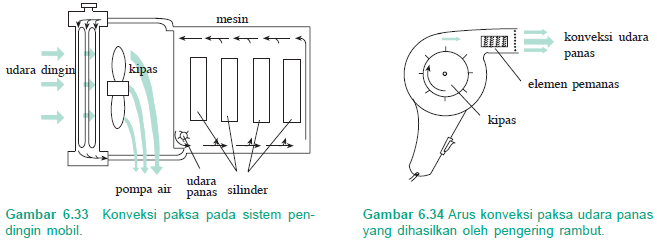 mesin
udara dingin
kipas
pompa air
udara
panas
silinder
Gambar 6.33 Konveksi paksa pada sistem pen-
dingin mobil.
konveksi udara
panas
elemen pemanas
kipas
Gambar 6.34 Arus konveksi paksa udara panas
yang dihasilkan oleh pengering rambut.